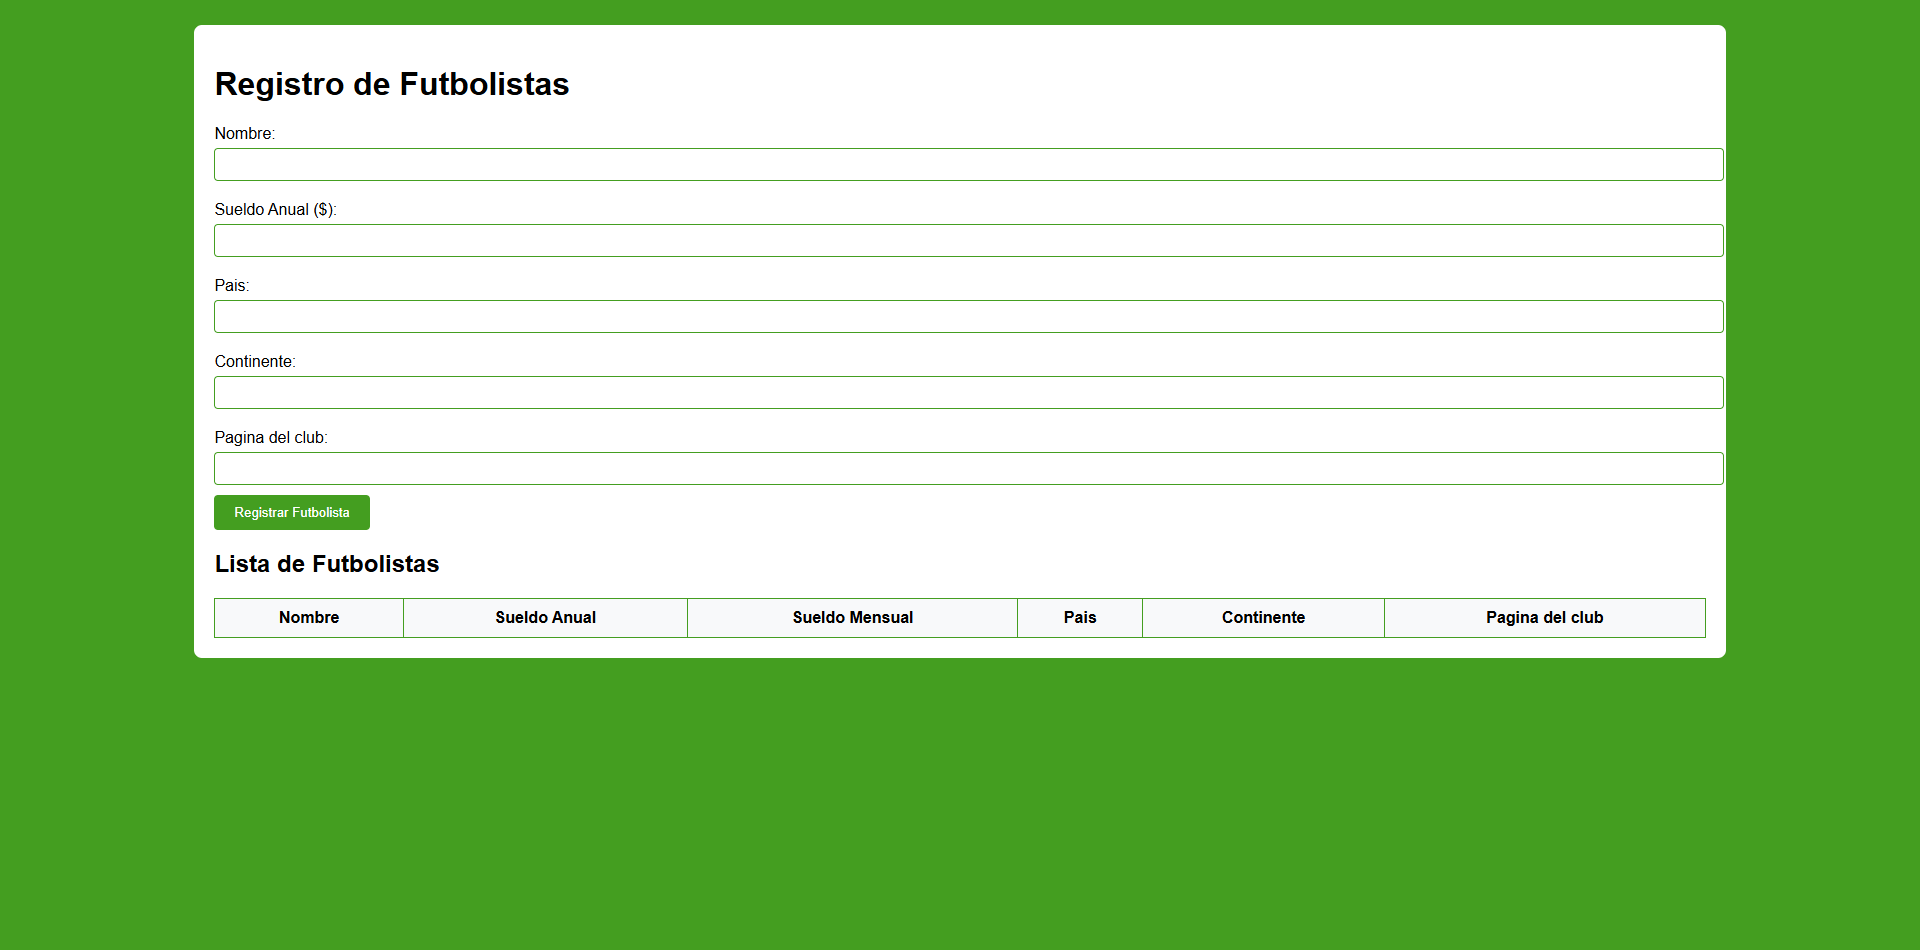 Registro de Futbolistas
Nombre:
Sueldo Anual ($):
Pais:
Continente:
Pagina del club:
Registrar Futbolista
Lista de Futbolistas
Nombre Sueldo Anual Sueldo Mensual Pais Continente Pagina del club